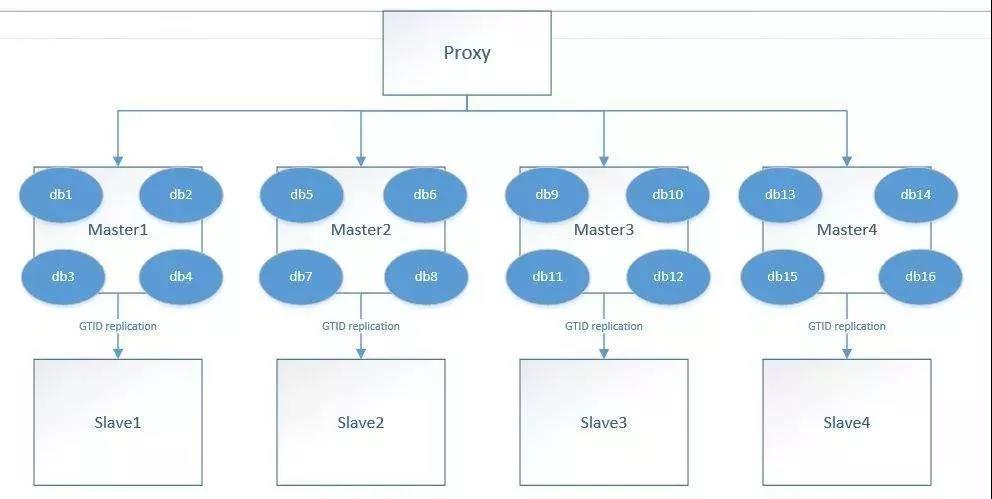 Proxy
db1 db2 db5 db6 db9 db10 db13 db14
Master1 Master2 Master3 Master4
db3 db4 db7 db8 db11 db12 db15 db16
GTID replication GTID replication GTID replication GTID replication
Slave1 Slave2 Slave3 Slave4